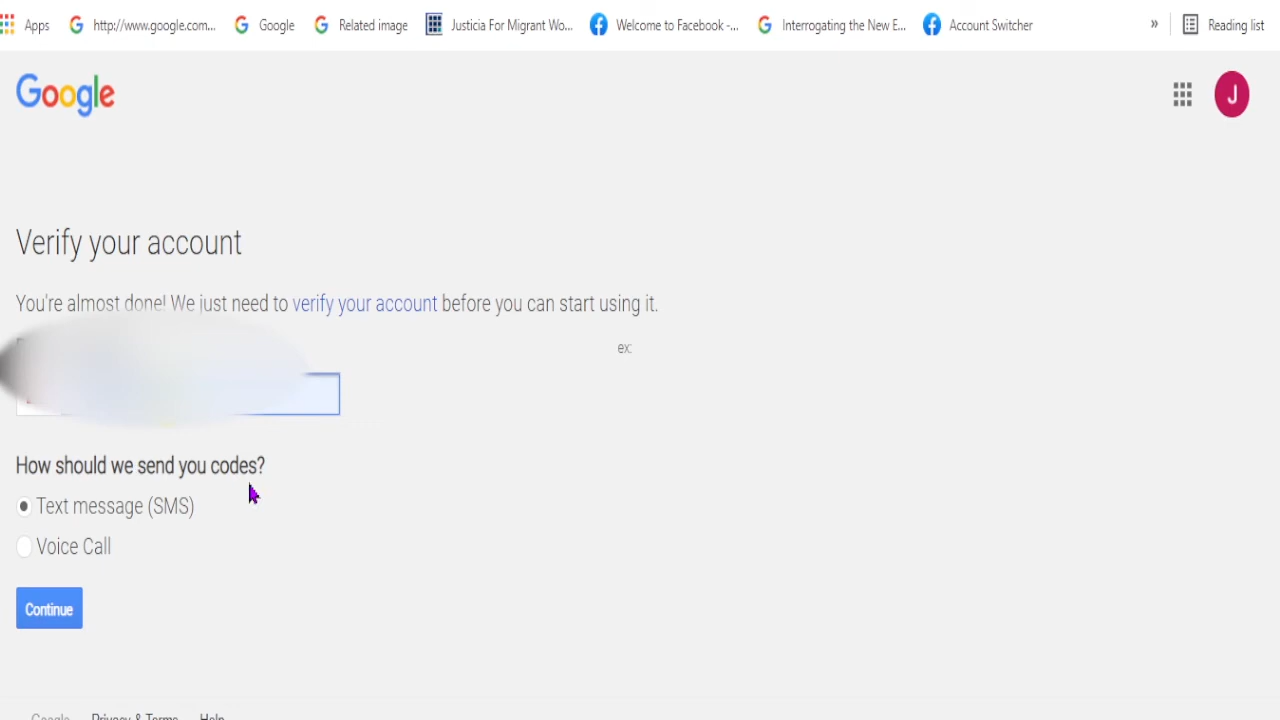 Apps http://www.google.com... Google Related image Justicia For Migrant Wo... Welcome to Facebook -... Interrogating the New E... Account Switcher » Reading list
Google
J
Verify your account
You're almost done! We just need to verify your account before you can start using it.
ex:
How should we send you codes?
Text message (SMS)
Voice Call
Continue
Google Privacy & Terms Help